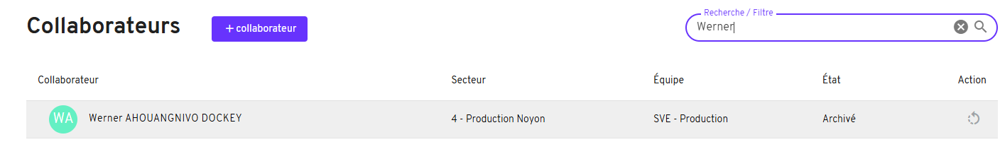 Recherche / Filtre
Collaborateurs
+ collaborateur
Werner
Collaborateur Secteur Équipe État Action
WA Werner AHOUANGNIVO DOCKEY 4 - Production Noyon SVE - Production Archivé